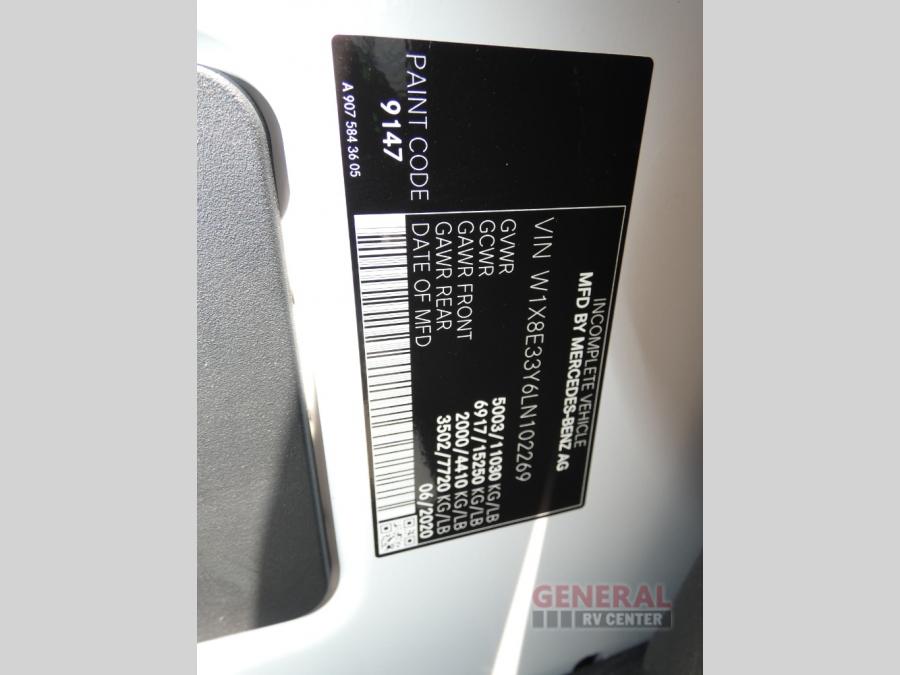 INCOMPLETE VEHICLE
MFD BY MERCEDES-BENZ AG
VIN W1X8E33Y6LN102269
GVWR 5003/11030 KG/LB
GCWR 6917/15250 KG/LB
GAWR FRONT 2000/4410 KG/LB
GAWR REAR 3502/7720 KG/LB
DATE OF MFD 06/2020
PAINT CODE
9147
A 907 584 36 05
GENERAL
RV CENTER